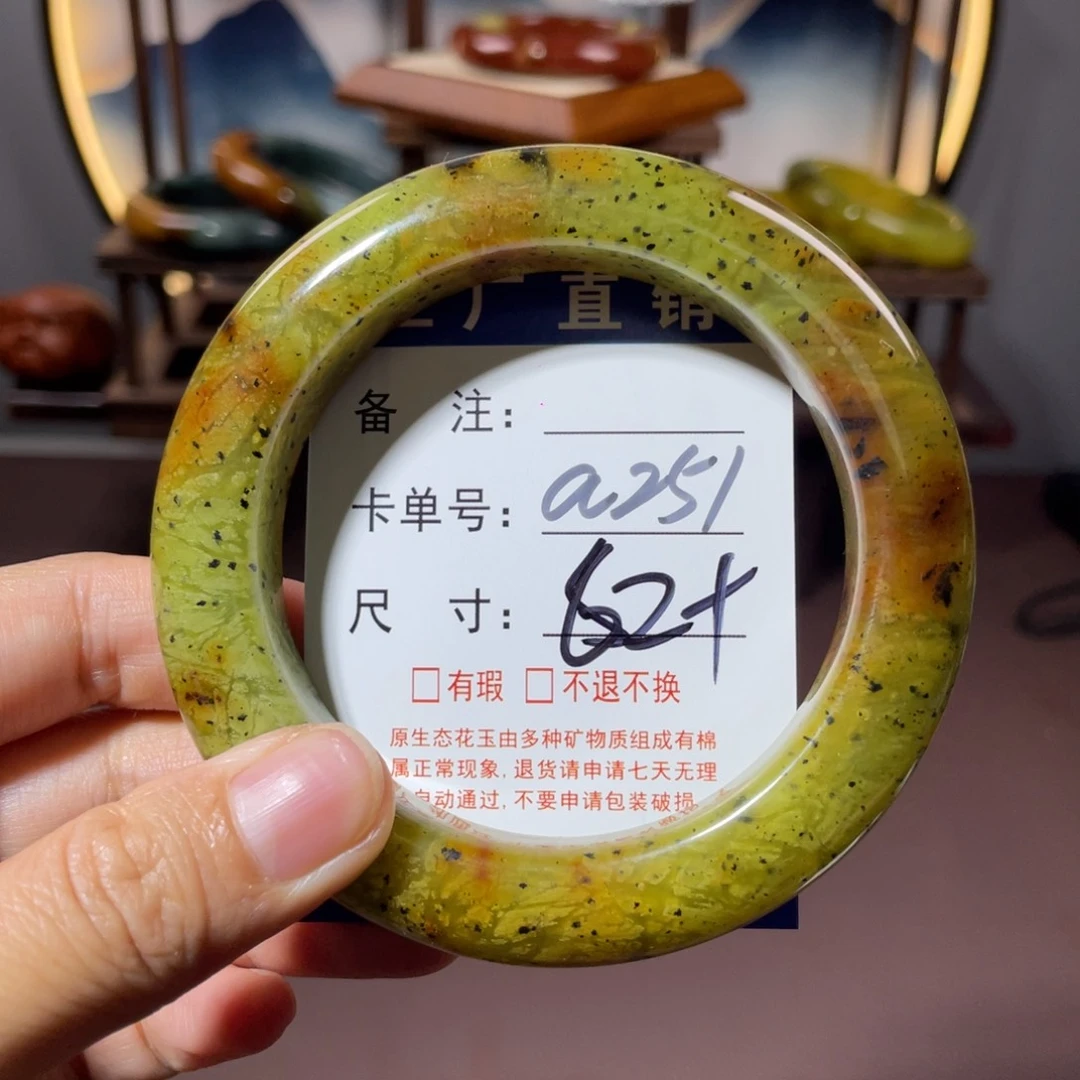 厂直销
备 注：
卡单号：a251
尺 寸：62+
□有瑕 □不退不换
原生态花玉由多种矿物质组成有棉
属正常现象，退货请申请七天无理
自动通过，不要申请包装破损